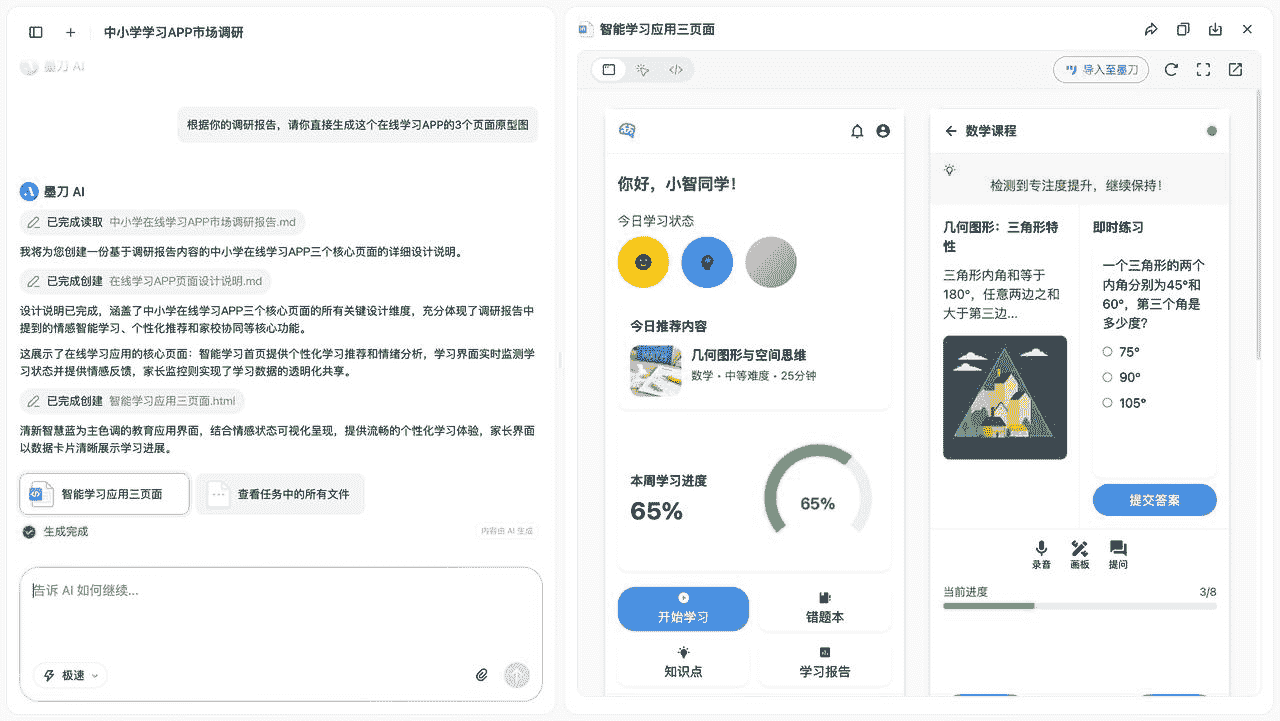 中小学学习APP市场调研
墨刀 AI
根据你的调研报告，请你直接生成这个在线学习APP的3个页面原型图
墨刀 AI
已完成读取 中小学在线学习APP市场调研报告.md
我将为您创建一份基于调研报告内容的中小学在线学习APP三个核心页面的详细设计说明。
已完成创建 在线学习APP页面设计说明.md
设计说明已完成，涵盖了中小学在线学习APP三个核心页面的所有关键设计维度，充分体现了调研报告中
提到的情感智能学习、个性化推荐和家校协同等核心功能。
这展示了在线学习应用的核心页面：智能学习首页提供个性化学习推荐和情绪分析，学习界面实时监测学
习状态并提供情感反馈，家长监控则实现了学习数据的透明化共享。
已完成创建 智能学习应用三页面.html
清新智慧蓝为主色调的教育应用界面，结合情感状态可视化呈现，提供流畅的个性化学习体验，家长界面
以数据卡片清晰展示学习进展。
智能学习应用三页面
查看任务中的所有文件
生成完成
内容由 AI 生成
告诉 AI 如何继续...
极速
智能学习应用三页面
导入至墨刀
你好，小智同学！
今日学习状态
今日推荐内容
几何图形与空间思维
数学・中等难度・25分钟
本周学习进度
65%
65%
开始学习
错题本
知识点
学习报告
数学课程
检测到专注度提升，继续保持！
几何图形：三角形特
性
三角形内角和等于
180°，任意两边之和
大于第三边...
即时练习
一个三角形的两个
内角分别为45°和
60°，第三个角是
多少度？
75°
90°
105°
提交答案
录音
画板
提问
当前进度
3/8